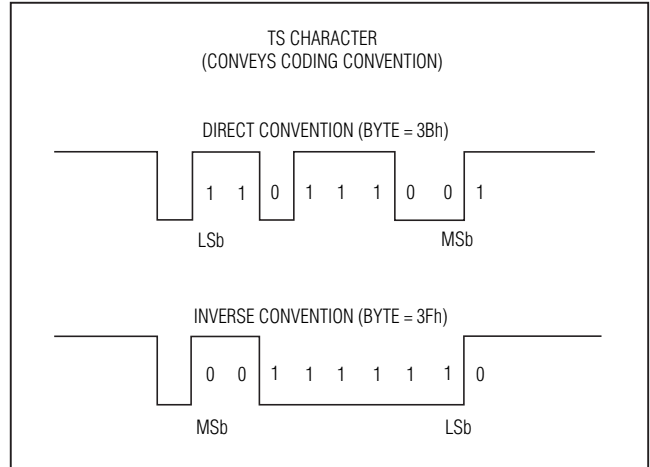 TS CHARACTER
(CONVEYS CODING CONVENTION)
DIRECT CONVENTION (BYTE = 3Bh)
1 1 0 1 1 1 0 0 1
LSb MSb
INVERSE CONVENTION (BYTE = 3Fh)
0 0 1 1 1 1 1 1 0
MSb LSb